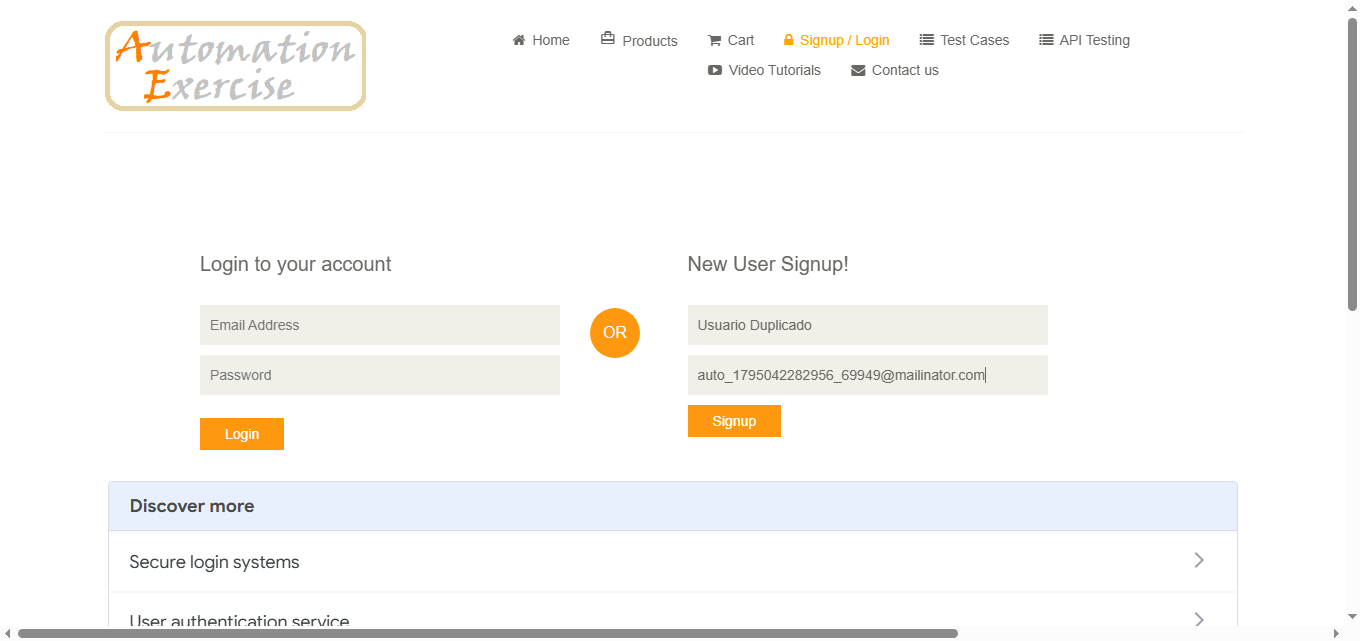 Automation
Exercise
Home
Products
Cart
Signup / Login
Test Cases
API Testing
Video Tutorials
Contact us
Login to your account
Email Address
Password
Login
OR
New User Signup!
Usuario Duplicado
auto_1795042282956_69949@mailinator.com
Signup
Discover more
Secure login systems
User authentication service